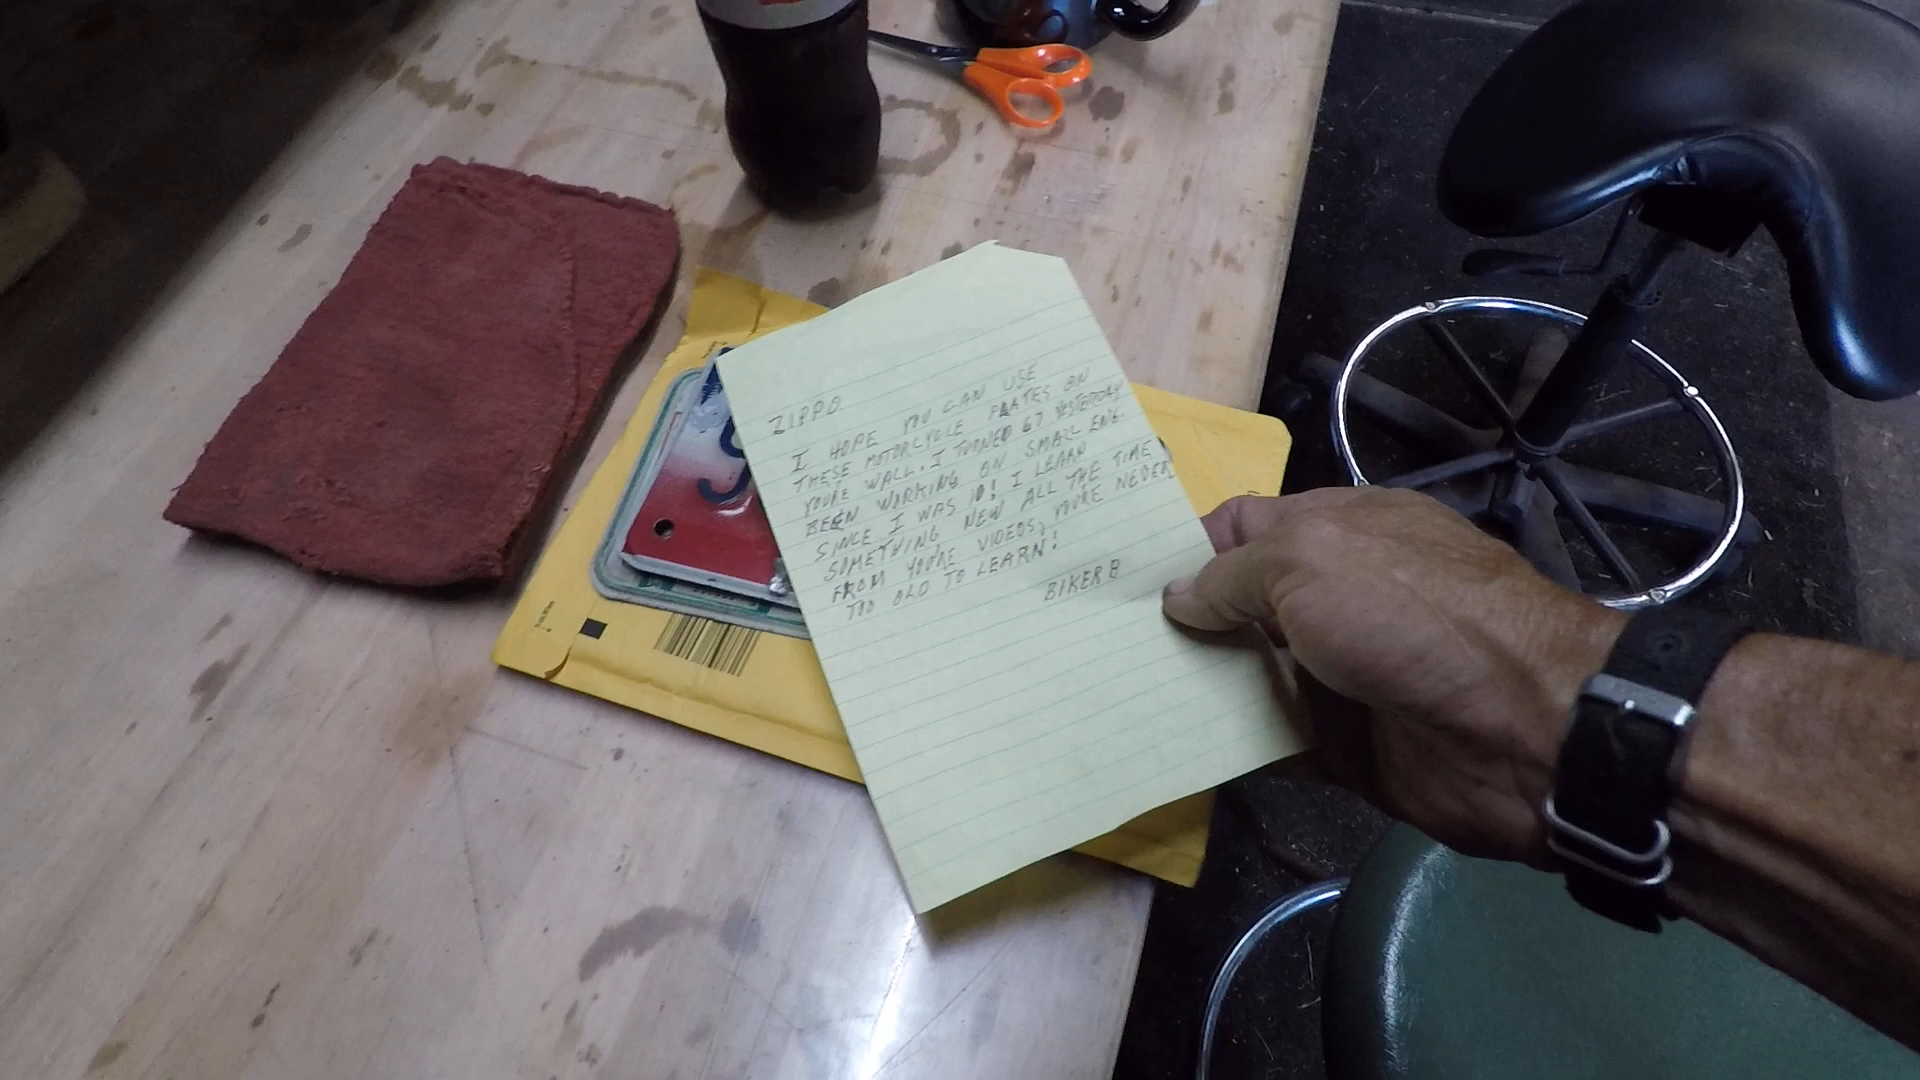 ZIPPO
I HOPE YOU CAN USE
THESE MOTORCYCLE PLATES ON
YOURE WALL. I TURNED 67 YESTERDAY
BEEN WORKING ON SMALL ENG.
SINCE I WAS 10! I LEARN
SOMETHING NEW ALL THE TIME
FROM YOURE VIDEOS, YOURE NEVER
TOO OLD TO LEARN!
BIKER B